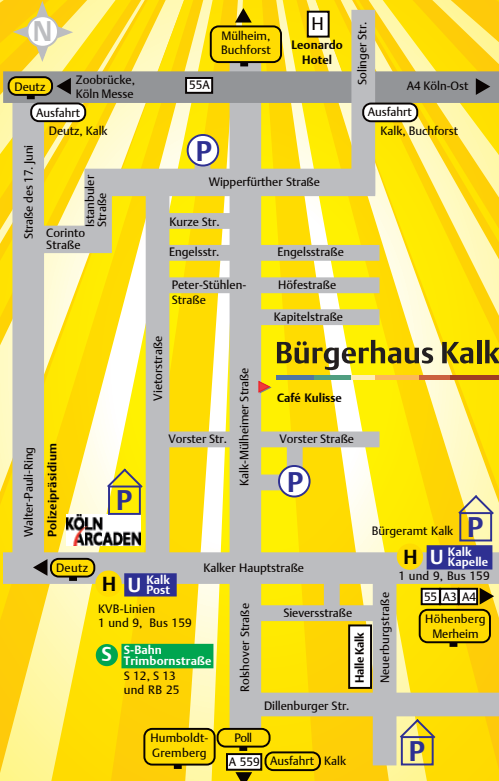 N
Mülheim,
Buchforst
H
Leonardo
Hotel
Solinger Str.
Deutz
Zoobrücke,
Köln Messe
55A
A4 Köln-Ost
Ausfahrt
Deutz, Kalk
Ausfahrt
Kalk, Buchforst
P
Straße des 17. Juni
Istanbuler
Straße
Wipperfürther Straße
Corinto
Straße
Kurze Str.
Engelsstr.
Engelsstraße
Peter-Stühlen-
Straße
Höfestraße
Kapitelstraße
Vietorstraße
Kalk-Mülheimer Straße
Bürgerhaus Kalk
Café Kulisse
Vorster Str.
Vorster Straße
P
Walter-Pauli-Ring
Polizeipräsidium
P
KÖLN
ARCADEN
P
Bürgeramt Kalk
Deutz
Kalker Hauptstraße
H
U Kalk
Post
KVB-Linien
1 und 9, Bus 159
H
U Kalk
Kapelle
1 und 9, Bus 159
55 A3 A4
Höhenberg
Merheim
S
S-Bahn
Trimbornstraße
S 12, S 13
und RB 25
Rolshover Straße
Sieversstraße
Halle Kalk
Neuerburgstraße
Dillenburger Str.
Humboldt-
Gremberg
Poll
A 559
Ausfahrt
Kalk
P